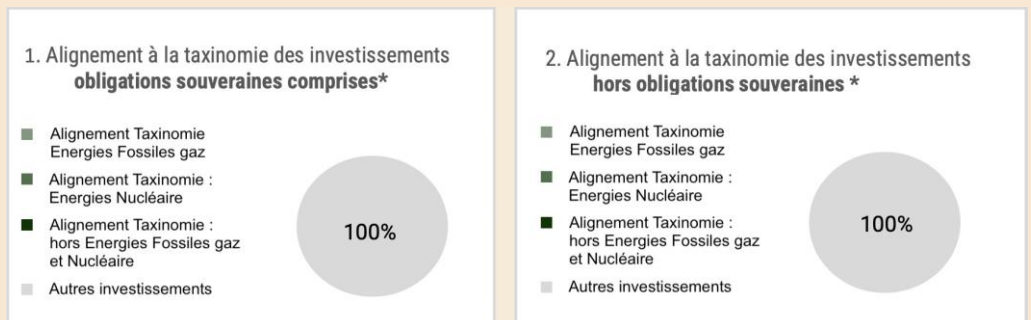 1. Alignement à la taxinomie des investissements
obligations souveraines comprises*
Alignement Taxinomie
Energies Fossiles gaz
Alignement Taxinomie :
Energies Nucléaire
Alignement Taxinomie :
hors Energies Fossiles gaz
et Nucléaire
Autres investissements
100%
2. Alignement à la taxinomie des investissements
hors obligations souveraines *
Alignement Taxinomie
Energies Fossiles gaz
Alignement Taxinomie :
Energies Nucléaire
Alignement Taxinomie :
hors Energies Fossiles gaz
et Nucléaire
Autres investissements
100%